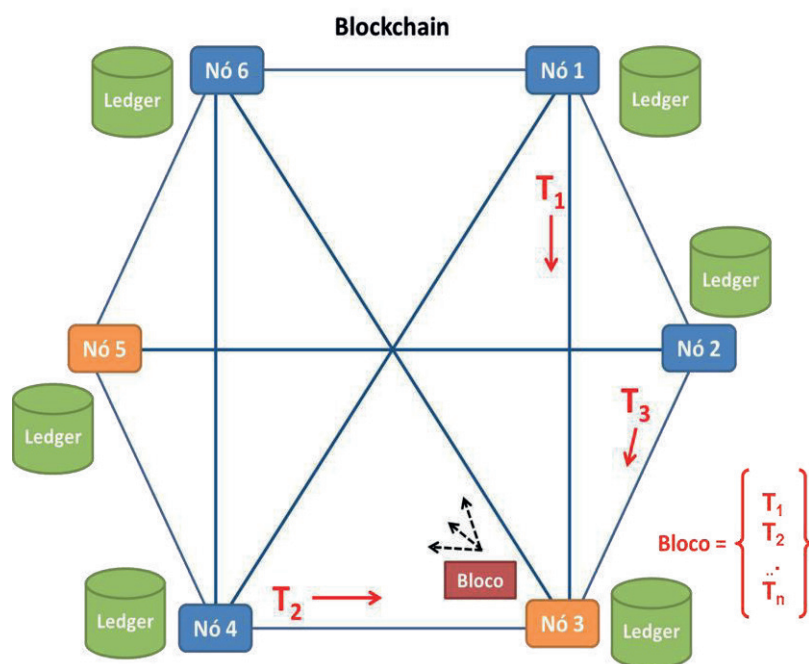 Blockchain
Nó 6
Nó 1
Ledger
Ledger
T1
Ledger
Nó 5
Nó 2
Ledger
T3
Bloco = { T1
T2
...
Tn }
Bloco
T2
Ledger
Nó 4
Nó 3
Ledger